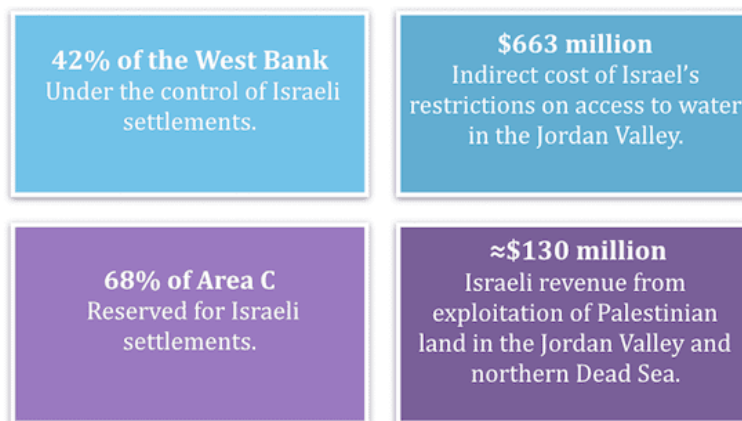 42% of the West Bank
Under the control of Israeli
settlements.
$663 million
Indirect cost of Israel's
restrictions on access to water
in the Jordan Valley.
68% of Area C
Reserved for Israeli
settlements.
≈$130 million
Israeli revenue from
exploitation of Palestinian
land in the Jordan Valley and
northern Dead Sea.